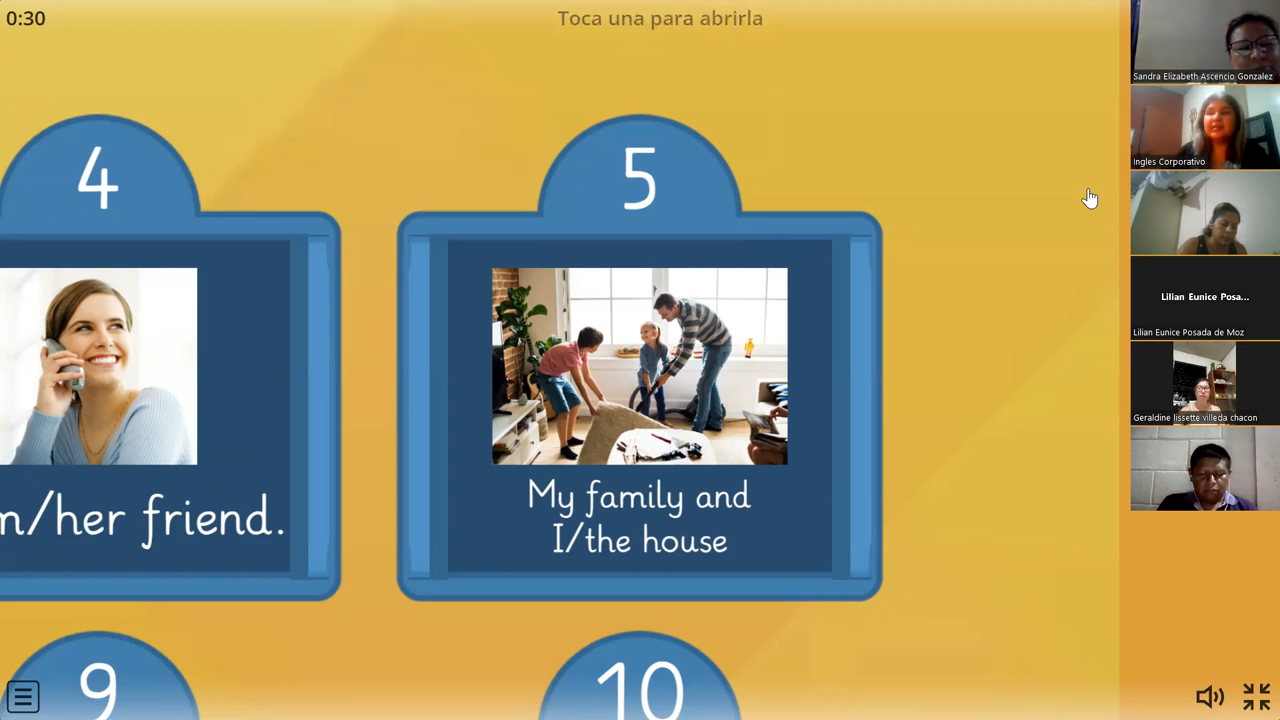 0:30
Toca una para abrirla
4
5
m/her friend.
My family and
I/the house
9
10
Sandra Elizabeth Ascencio Gonzalez
Ingles Corporativo
Lilian Eunice Posa...
Lilian Eunice Posada de Moz
Geraldine lissette villeda chacon